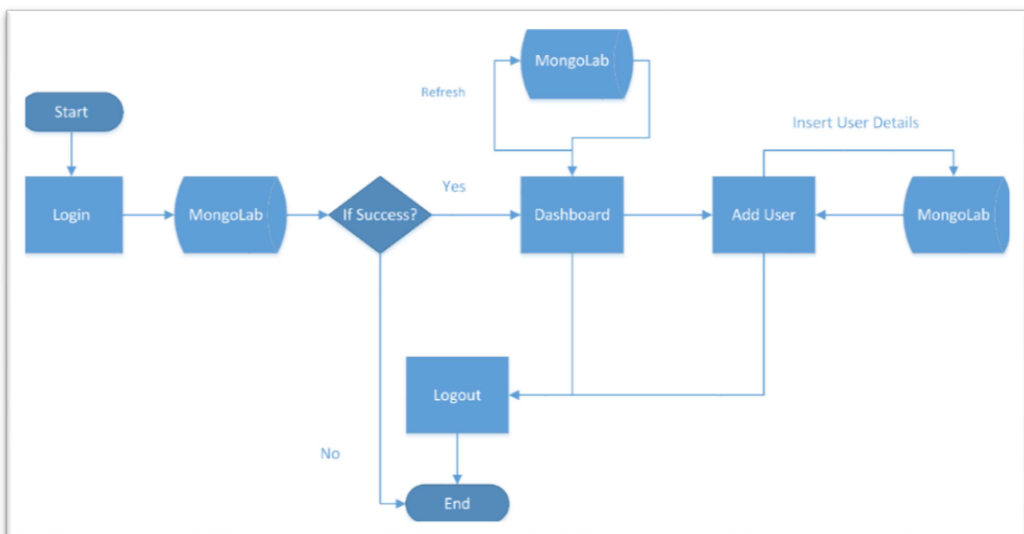 MongoLab
Refresh
Start
Insert User Details
Login
MongoLab
If Success?
Yes
Dashboard
Add User
MongoLab
Logout
No
End